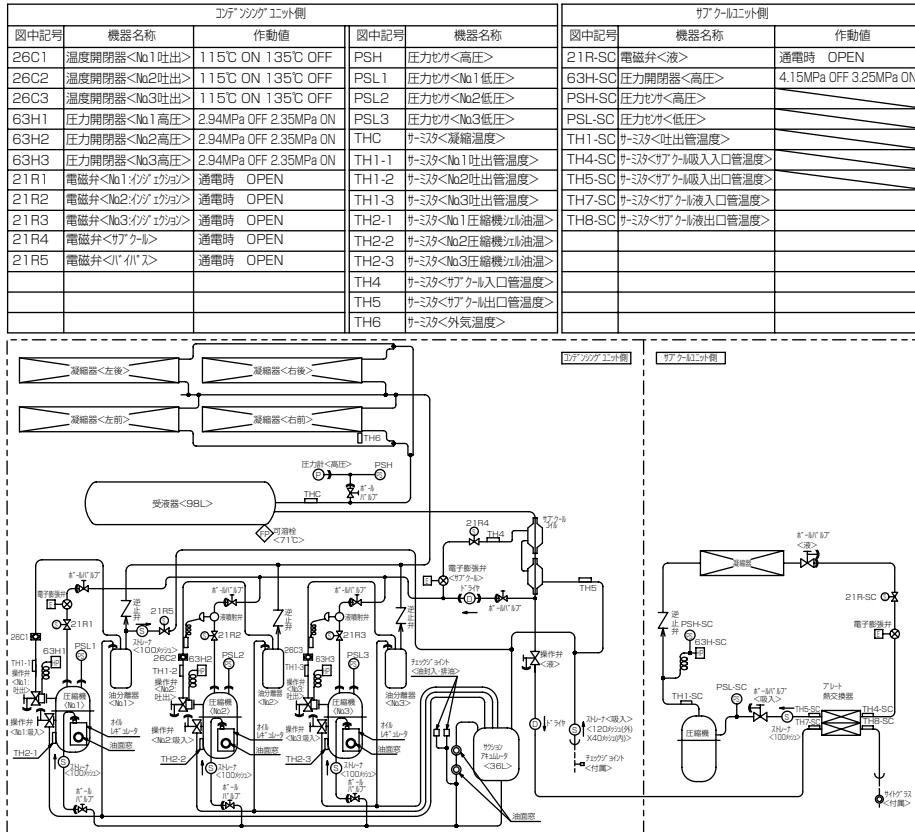 コンデンシングユニット側
図中記号 機器名称 作動値 図中記号 機器名称
26C1 温度開閉器<No.1吐出> 115℃ ON 135℃ OFF PSH 圧力センサ<高圧>
26C2 温度開閉器<No.2吐出> 115℃ ON 135℃ OFF PSL1 圧力センサ<No.1低圧>
26C3 温度開閉器<No.3吐出> 115℃ ON 135℃ OFF PSL2 圧力センサ<No.2低圧>
63H1 圧力開閉器<No.1高圧> 2.94MPa OFF 2.35MPa ON PSL3 圧力センサ<No.3低圧>
63H2 圧力開閉器<No.2高圧> 2.94MPa OFF 2.35MPa ON THC サーミスタ<凝縮温度>
63H3 圧力開閉器<No.3高圧> 2.94MPa OFF 2.35MPa ON TH1-1 サーミスタ<No.1吐出管温度>
21R1 電磁弁<No.1:インジェクション> 通電時 OPEN TH1-2 サーミスタ<No.2吐出管温度>
21R2 電磁弁<No.2:インジェクション> 通電時 OPEN TH1-3 サーミスタ<No.3吐出管温度>
21R3 電磁弁<No.3:インジェクション> 通電時 OPEN TH2-1 サーミスタ<No.1圧縮機シェル油温>
21R4 電磁弁<サブクール> 通電時 OPEN TH2-2 サーミスタ<No.2圧縮機シェル油温>
21R5 電磁弁<バイパス> 通電時 OPEN TH2-3 サーミスタ<No.3圧縮機シェル油温>
TH4 サーミスタ<サブクール入口管温度>
TH5 サーミスタ<サブクール出口管温度>
TH6 サーミスタ<外気温度>
サブクールユニット側
図中記号 機器名称 作動値
21R-SC 電磁弁<液> 通電時 OPEN
63H-SC 圧力開閉器<高圧> 4.15MPa OFF 3.25MPa ON
PSH-SC 圧力センサ<高圧>
PSL-SC 圧力センサ<低圧>
TH1-SC サーミスタ<吐出管温度>
TH4-SC サーミスタ<サブクール吸入入口管温度>
TH5-SC サーミスタ<サブクール吸入出口管温度>
TH7-SC サーミスタ<サブクール液入口管温度>
TH8-SC サーミスタ<サブクール液出口管温度>
コンデンシングユニット側
サブクールユニット側
凝縮器<左後>
凝縮器<右後>
凝縮器<左前>
凝縮器<右前>
TH6
圧力計<高圧>
P
PSH
ボール
バルブ
THC
受液器<98L>
FP
可溶栓
<71℃>
21R4
TH4
サブクール
コイル
電子膨張弁
<サブクール>
ドライヤ
D
ボールバルブ
TH5
電子膨張弁
ボールバルブ
21R1
逆止弁
21R5
ストレーナ
<100メッシュ>
26C1
63H1
PSL1
TH1-1
操作弁
<No.1:
吐出>
圧縮機
<No.1>
油分離器
<No.1>
操作弁
<No.1:吸入>
オイル
レギュレータ
油面窓
TH2-1
ストレーナ
<100メッシュ>
ボール
バルブ
ボールバルブ
液噴射弁
21R2
逆止弁
26C2
63H2
PSL2
TH1-2
操作弁
<No.2:
吐出>
圧縮機
<No.2>
油分離器
<No.2>
操作弁
<No.2:吸入>
オイル
レギュレータ
油面窓
TH2-2
ストレーナ
<100メッシュ>
ボール
バルブ
ボールバルブ
液噴射弁
21R3
逆止弁
26C3
63H3
PSL3
TH1-3
操作弁
<No.3:
吐出>
圧縮機
<No.3>
油分離器
<No.3>
操作弁
<No.3:吸入>
オイル
レギュレータ
油面窓
TH2-3
ストレーナ
<100メッシュ>
ボール
バルブ
チェックジョイント
<油封入・排油>
サクション
アキュムレータ
<36L>
油面窓
操作弁
<液>
D
ドライヤ
ストレーナ<吸入>
<120メッシュ(外)
X40メッシュ(内)>
チェックジョイント
<付属>
ボールバルブ
<液>
凝縮器
21R-SC
電子膨張弁
逆止弁
PSH-SC
63H-SC
TH1-SC
PSL-SC
ボールバルブ
<吸入>
圧縮機
ストレーナ
<100メッシュ>
プレート
熱交換器
TH5-SC
TH7-SC
TH4-SC
TH8-SC
サイトグラス
<付属>